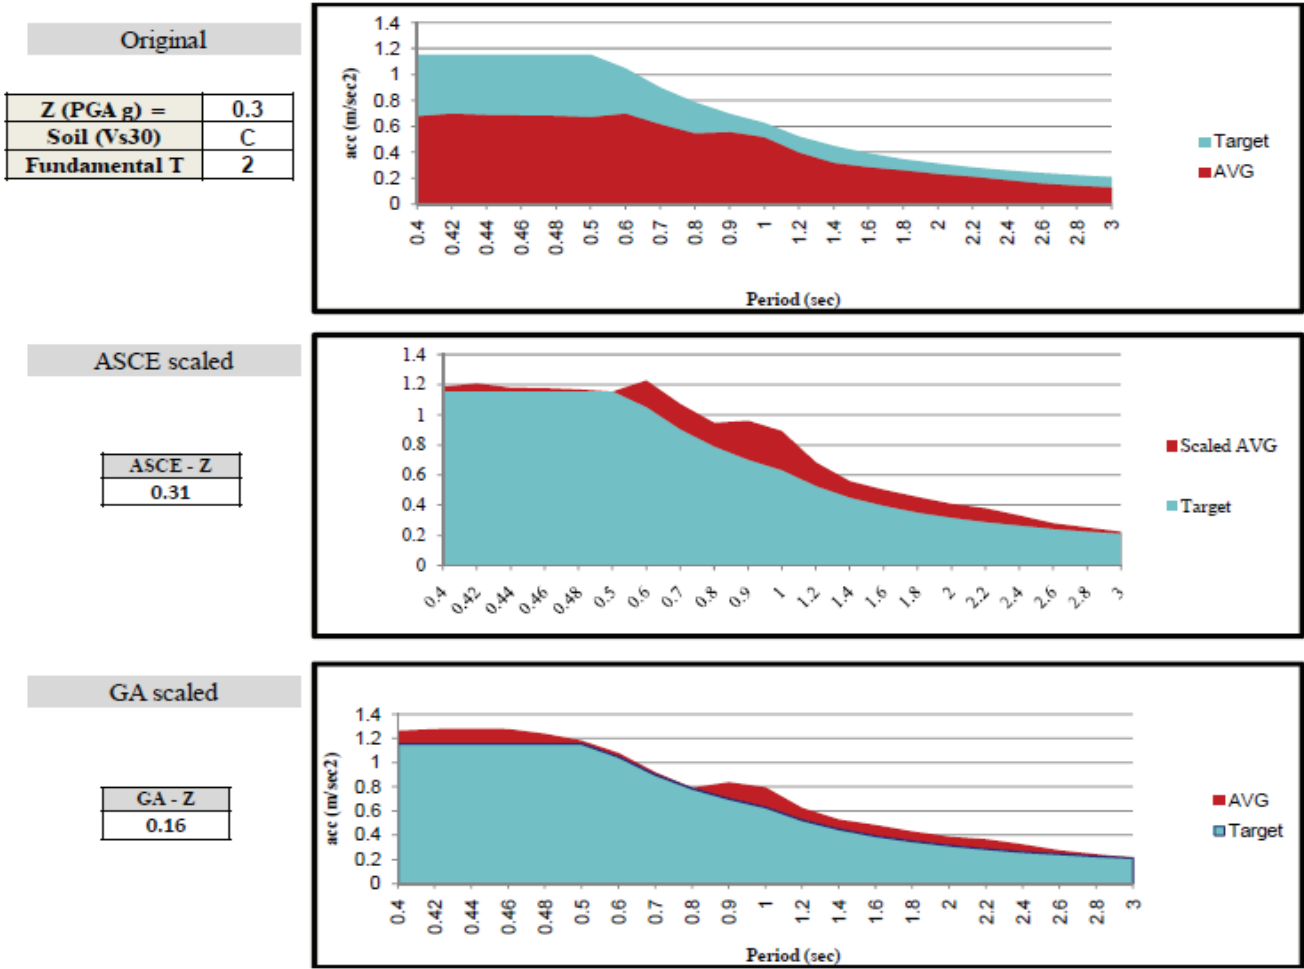 Original
Z (PGA g) = 0.3
Soil (Vs30) C
Fundamental T 2
acc (m/sec2)
1.4
1.2
1
0.8
0.6
0.4
0.2
0
0.4 0.42 0.44 0.46 0.48 0.5 0.6 0.7 0.8 0.9 1 1.2 1.4 1.6 1.8 2 2.2 2.4 2.6 2.8 3
Period (sec)
Target
AVG
ASCE scaled
ASCE - Z
0.31
1.4
1.2
1
0.8
0.6
0.4
0.2
0
0.4 0.42 0.44 0.46 0.48 0.5 0.6 0.7 0.8 0.9 1 1.2 1.4 1.6 1.8 2 2.2 2.4 2.6 2.8 3
Scaled AVG
Target
GA scaled
GA - Z
0.16
acc (m/sec2)
1.4
1.2
1
0.8
0.6
0.4
0.2
0
0.4 0.42 0.44 0.46 0.48 0.5 0.6 0.7 0.8 0.9 1 1.2 1.4 1.6 1.8 2 2.2 2.4 2.6 2.8 3
Period (sec)
AVG
Target